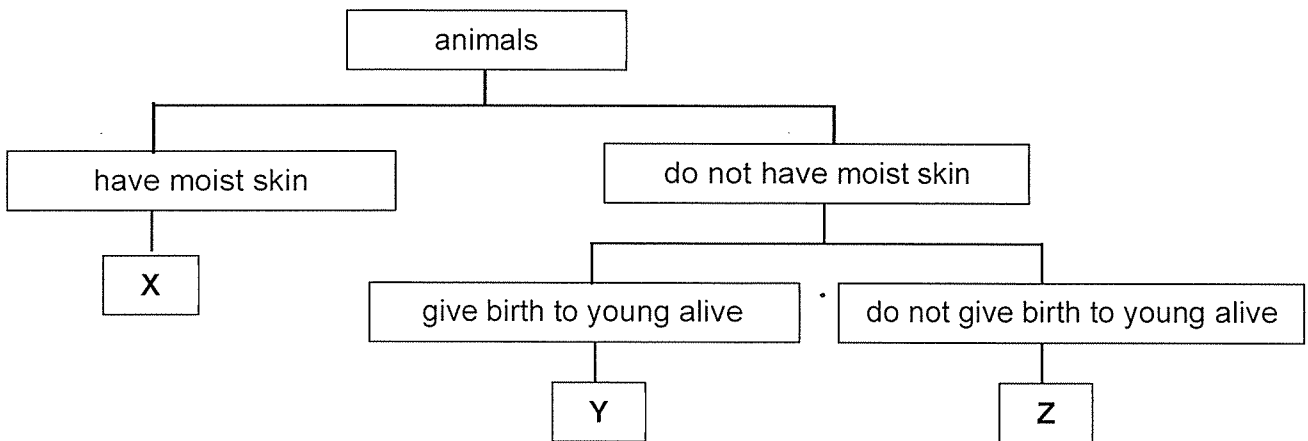 animals
have moist skin
do not have moist skin
X
give birth to young alive
do not give birth to young alive
Y
Z